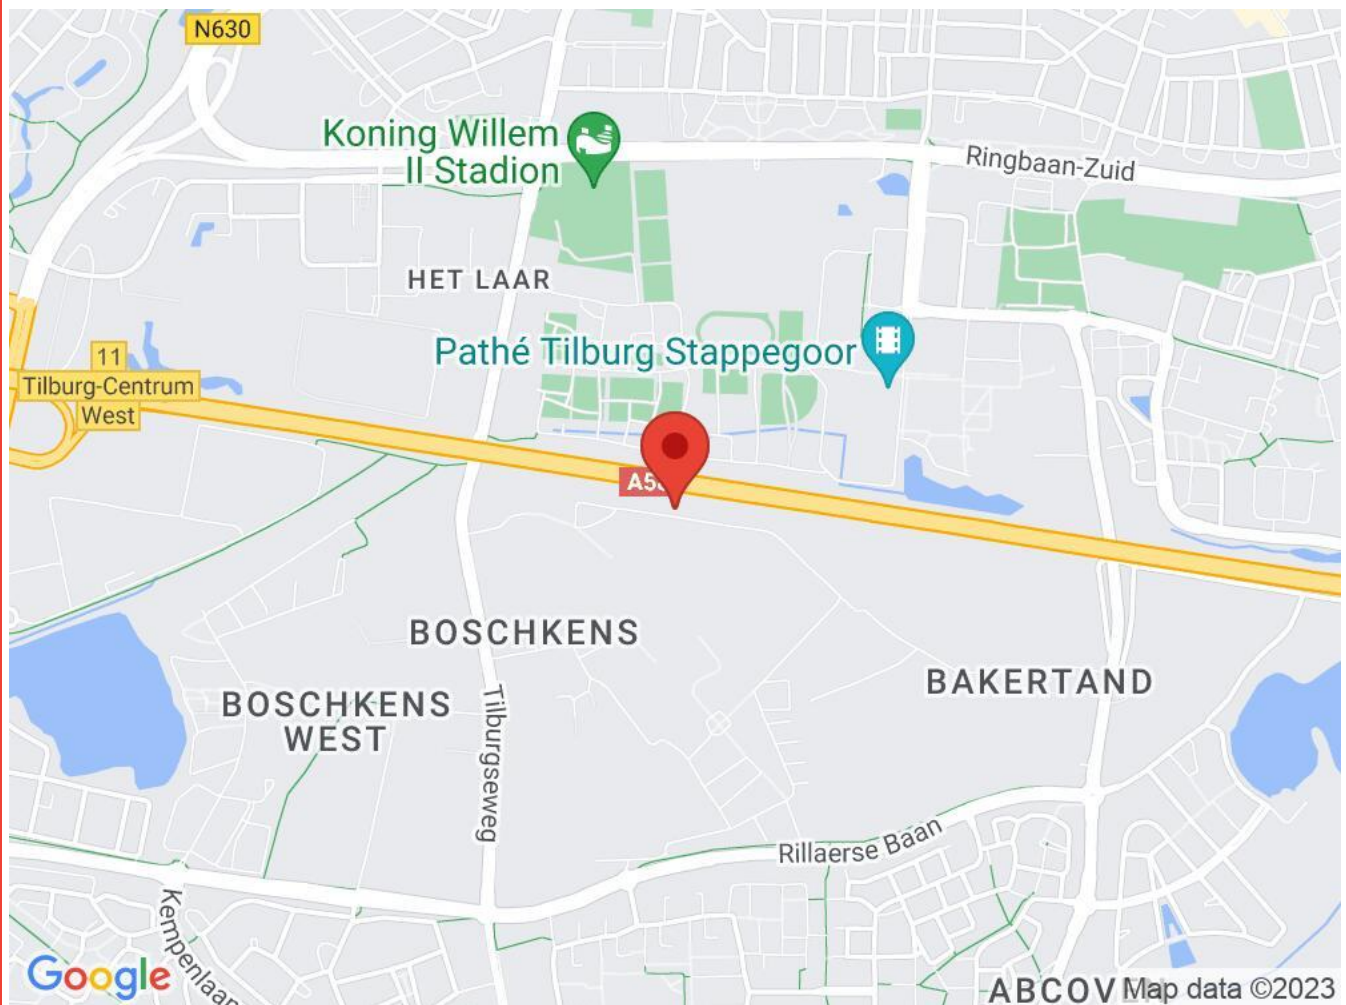 N630
Koning Willem
II Stadion
Ringbaan-Zuid
HET LAAR
11
Tilburg-Centrum
West
Pathé Tilburg Stappegoor
BOSCHKENS
BOSCHKENS
WEST
BAKERTAND
Tilburgseweg
Rillaerse Baan
Kempenlaan
Google
ABCOV
Map data ©2023